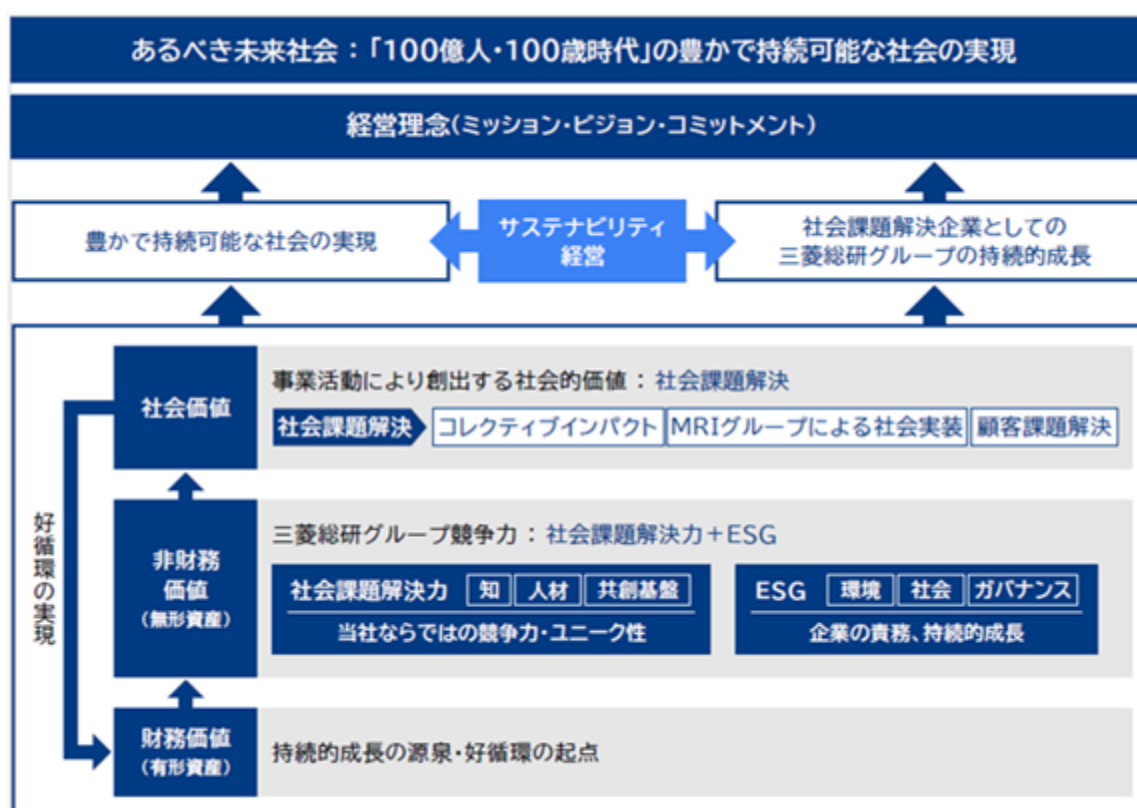 あるべき未来社会：「100億人・100歳時代」の豊かで持続可能な社会の実現
経営理念（ミッション・ビジョン・コミットメント）
豊かで持続可能な社会の実現
サステナビリティ
経営
社会課題解決企業としての
三菱総研グループの持続的成長
好循環の実現
社会価値
事業活動により創出する社会的価値：社会課題解決
社会課題解決 コレクティブインパクト MRIグループによる社会実装 顧客課題解決
非財務
価値
（無形資産）
三菱総研グループ競争力：社会課題解決力＋ESG
社会課題解決力 知 人材 共創基盤
当社ならではの競争力・ユニーク性
ESG 環境 社会 ガバナンス
企業の責務、持続的成長
財務価値
（有形資産）
持続的成長の源泉・好循環の起点